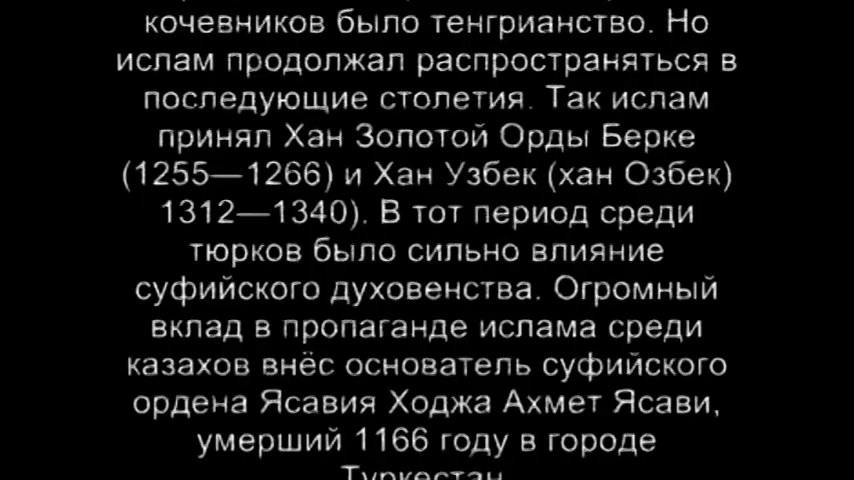 кочевников было тенгрианство. Но
ислам продолжал распространяться в
последующие столетия. Так ислам
принял Хан Золотой Орды Берке
(1255—1266) и Хан Узбек (хан Озбек)
1312—1340). В тот период среди
тюрков было сильно влияние
суфийского духовенства. Огромный
вклад в пропаганде ислама среди
казахов внёс основатель суфийского
ордена Ясавия Ходжа Ахмет Ясави,
умерший 1166 году в городе
Туркестан